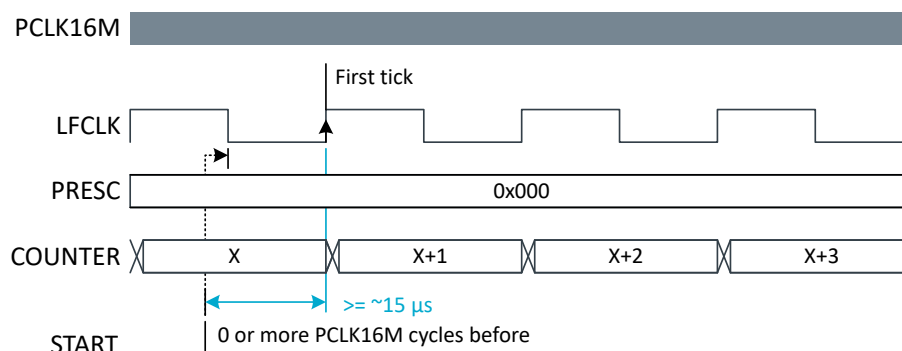 PCLK16M
First tick
LFCLK
PRESC
0x000
COUNTER
X
X+1
X+2
X+3
>= ~15 µs
0 or more PCLK16M cycles before
START